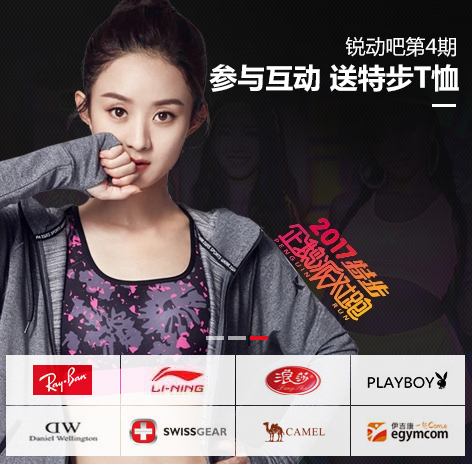 锐动吧第4期
参与互动 送特步T恤
2017特步
企鹅派对跑
PENGUIN
RUN
Ray-Ban
LI-NING
浪莎
PLAYBOY
DW
Daniel Wellington
SWISSGEAR
CAMEL
伊吉康
egymcom